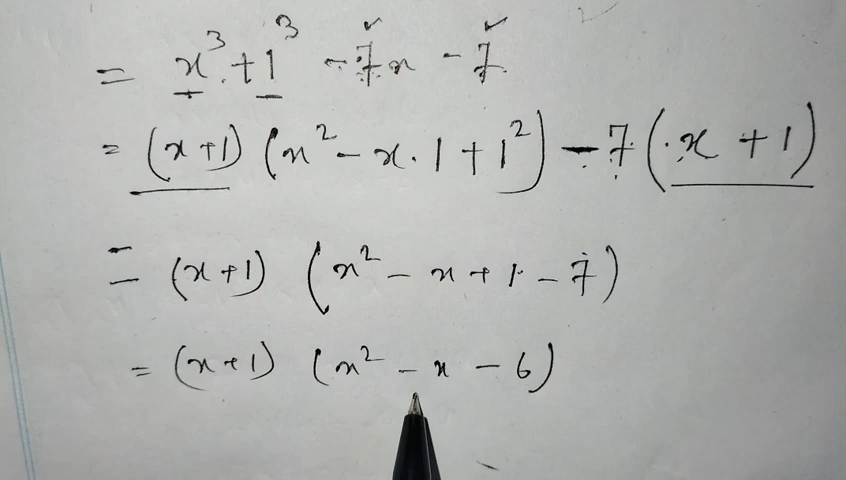 = x³ + 1³ - 7x - 7
= (x+1) (x² - x · 1 + 1²) - 7 (x + 1)
= (x+1) (x² - x + 1 - 7)
= (x+1) (x² - x - 6)